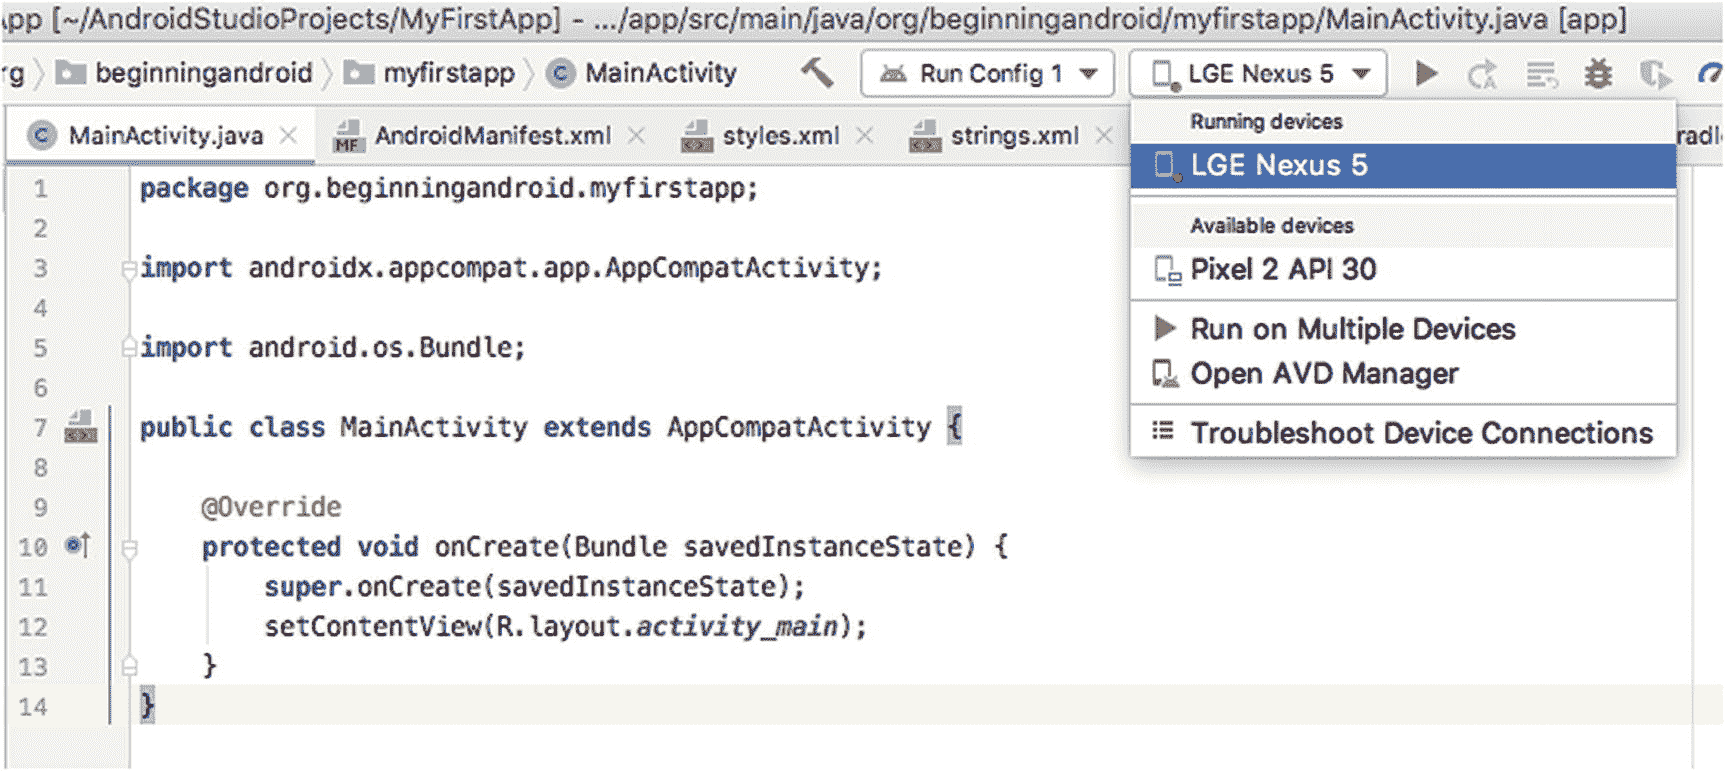 App [~/AndroidStudioProjects/MyFirstApp] - .../app/src/main/java/org/beginningandroid/myfirstapp/MainActivity.java [app]
rg beginningandroid myfirstapp C MainActivity Run Config 1 LGE Nexus 5
C MainActivity.java MF AndroidManifest.xml styles.xml strings.xml
Running devices
LGE Nexus 5
Available devices
Pixel 2 API 30
Run on Multiple Devices
Open AVD Manager
Troubleshoot Device Connections
1 package org.beginningandroid.myfirstapp;
2
3 import androidx.appcompat.app.AppCompatActivity;
4
5 import android.os.Bundle;
6
7 public class MainActivity extends AppCompatActivity {
8
9 @Override
10 protected void onCreate(Bundle savedInstanceState) {
11 super.onCreate(savedInstanceState);
12 setContentView(R.layout.activity_main);
13 }
14 }